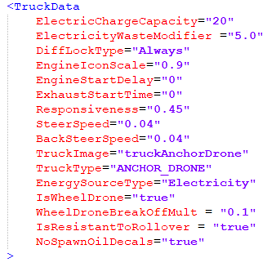 <TruckData
ElectricChargeCapacity="20"
ElectricityWasteModifier ="5.0"
DiffLockType="Always"
EngineIconScale="0.9"
EngineStartDelay="0"
ExhaustStartTime="0"
Responsiveness="0.45"
SteerSpeed="0.04"
BackSteerSpeed="0.04"
TruckImage="truckAnchorDrone"
TruckType="ANCHOR_DRONE"
EnergySourceType="Electricity"
IsWheelDrone="true"
WheelDroneBreakOffMult = "0.1"
IsResistantToRollover = "true"
NoSpawnOilDecals="true"
>